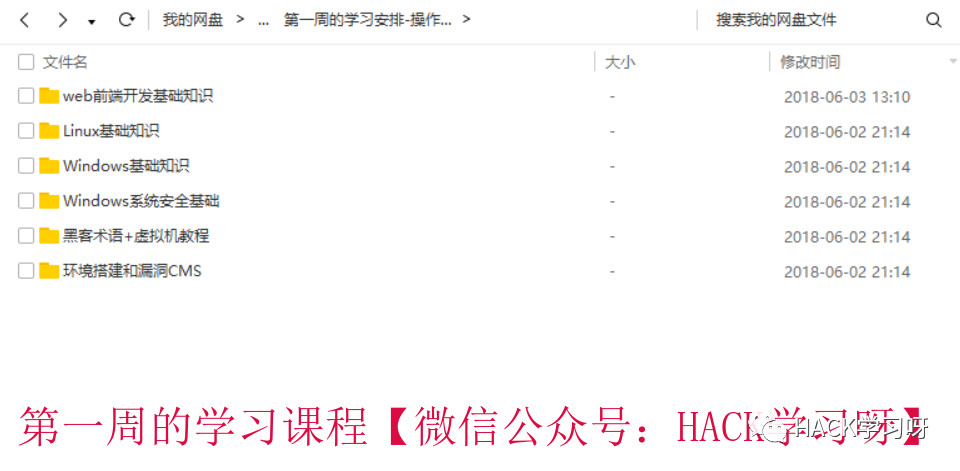 我的网盘 > ... 第一周的学习安排-操作... > 搜索我的网盘文件
文件名 大小 修改时间
web前端开发基础知识 - 2018-06-03 13:10
Linux基础知识 - 2018-06-02 21:14
Windows基础知识 - 2018-06-02 21:14
Windows系统安全基础 - 2018-06-02 21:14
黑客术语+虚拟机教程 - 2018-06-02 21:14
环境搭建和漏洞CMS - 2018-06-02 21:14
第一周的学习课程【微信公众号：HACK学习呀】
HACK学习呀